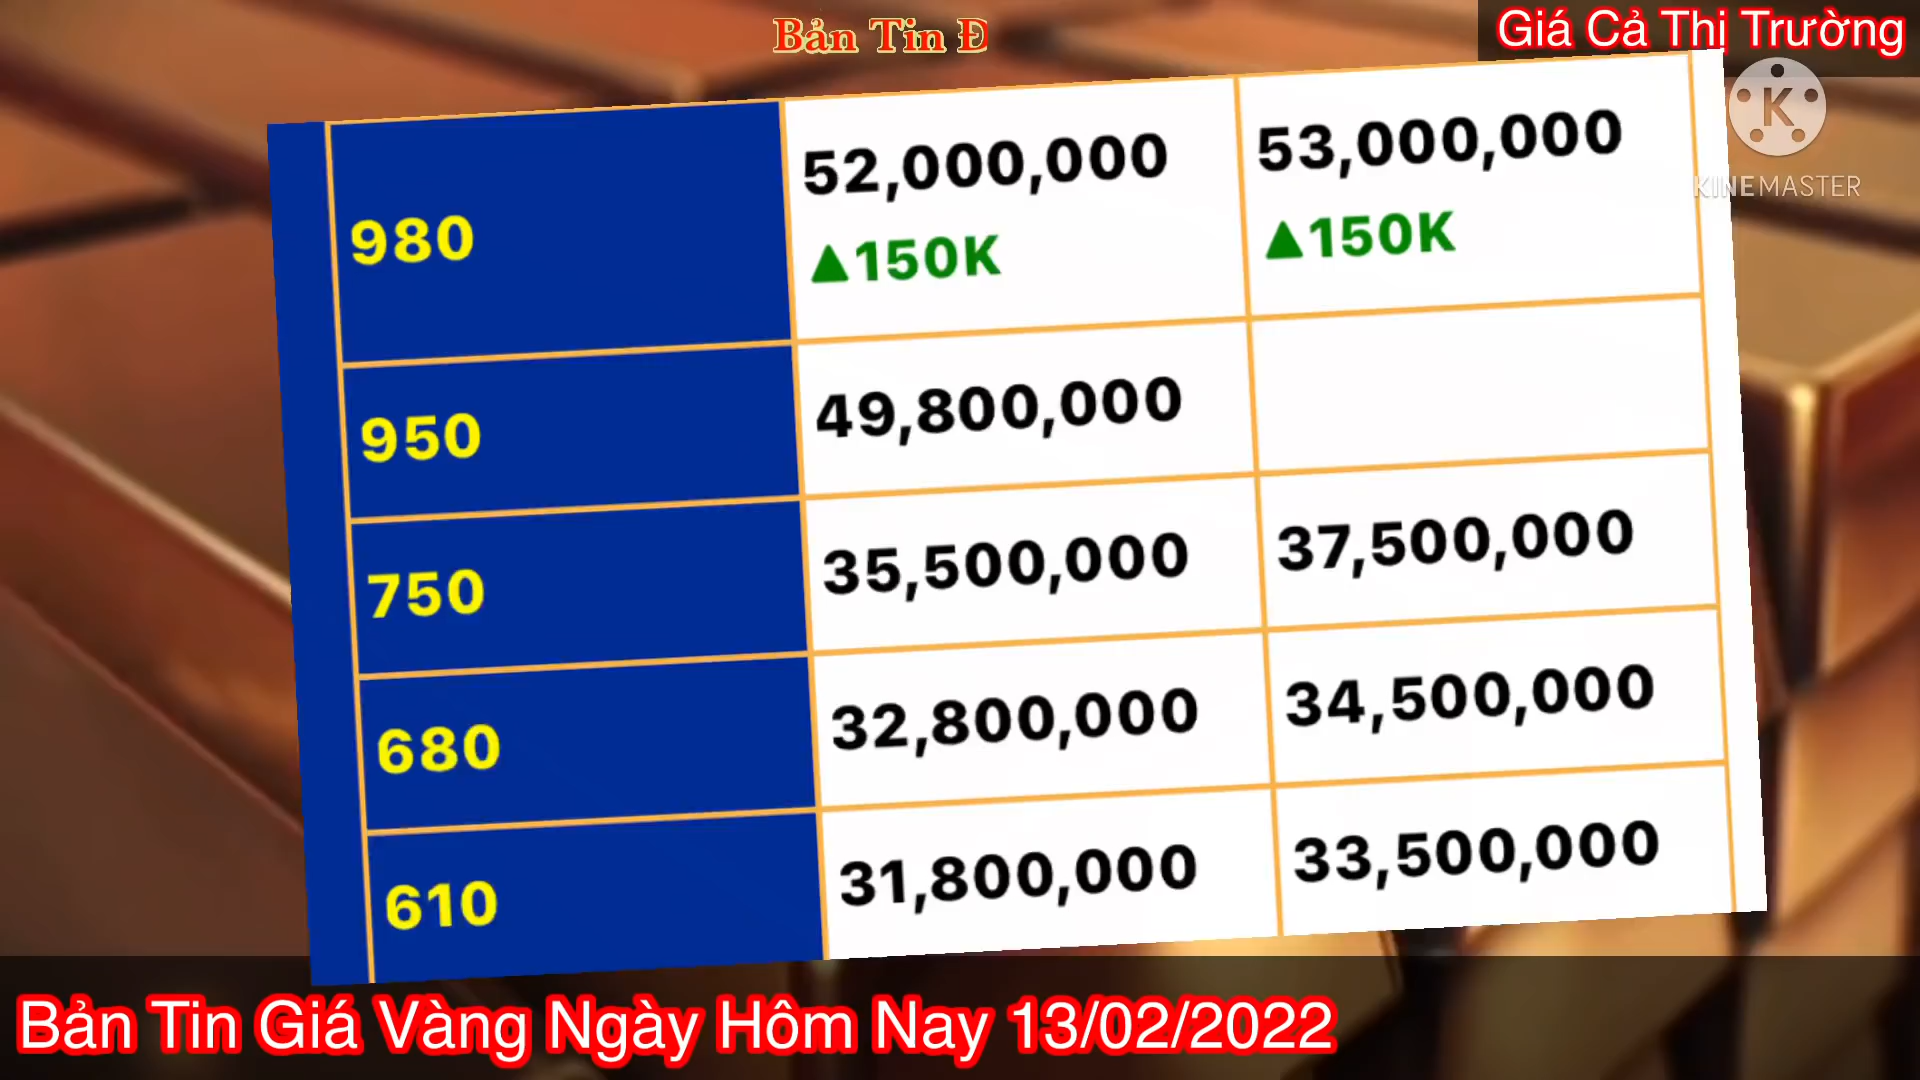 Bản Tin Đ
Giá Cả Thị Trường
KINEMASTER
980 52,000,000 53,000,000
▲150K ▲150K
950 49,800,000
750 35,500,000 37,500,000
680 32,800,000 34,500,000
610 31,800,000 33,500,000
Bản Tin Giá Vàng Ngày Hôm Nay 13/02/2022